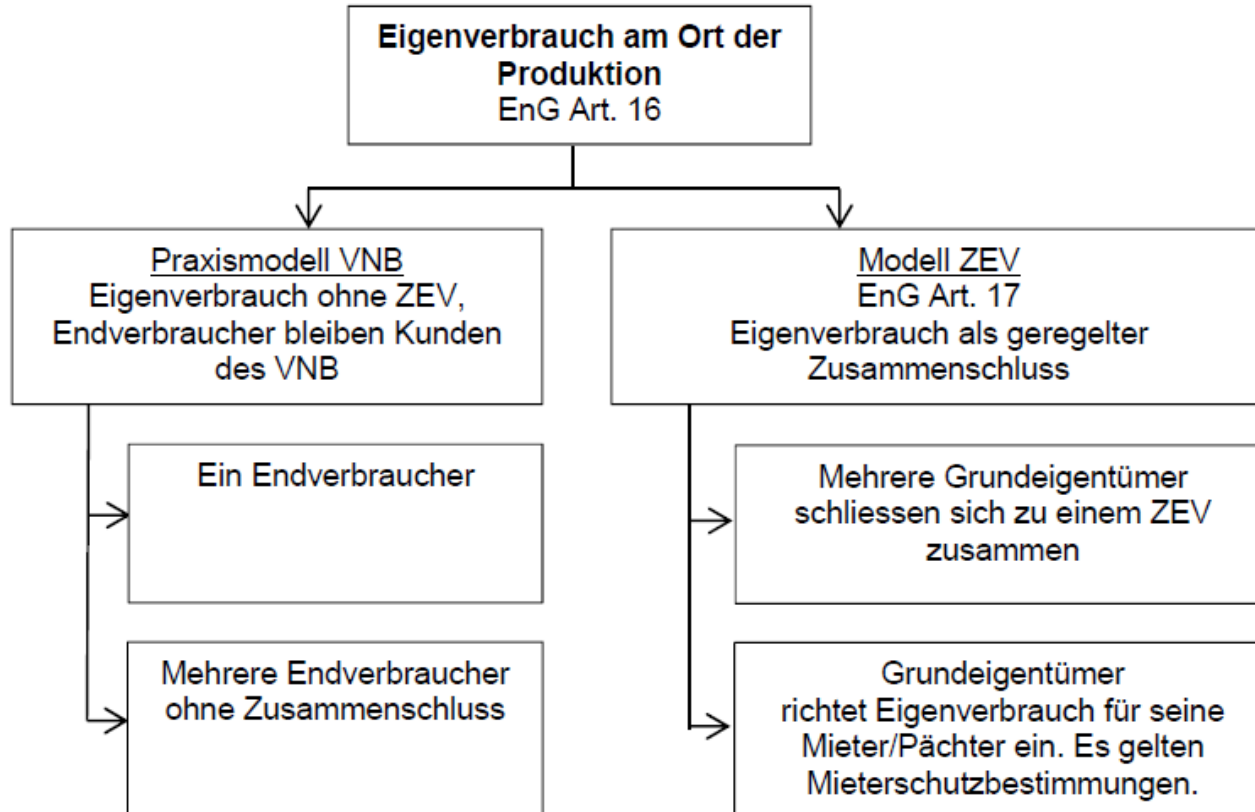 Eigenverbrauch am Ort der
Produktion
EnG Art. 16
Praxismodell VNB
Eigenverbrauch ohne ZEV,
Endverbraucher bleiben Kunden
des VNB
Ein Endverbraucher
Mehrere Endverbraucher
ohne Zusammenschluss
Modell ZEV
EnG Art. 17
Eigenverbrauch als geregelter
Zusammenschluss
Mehrere Grundeigentümer
schliessen sich zu einem ZEV
zusammen
Grundeigentümer
richtet Eigenverbrauch für seine
Mieter/Pächter ein. Es gelten
Mieterschutzbestimmungen.